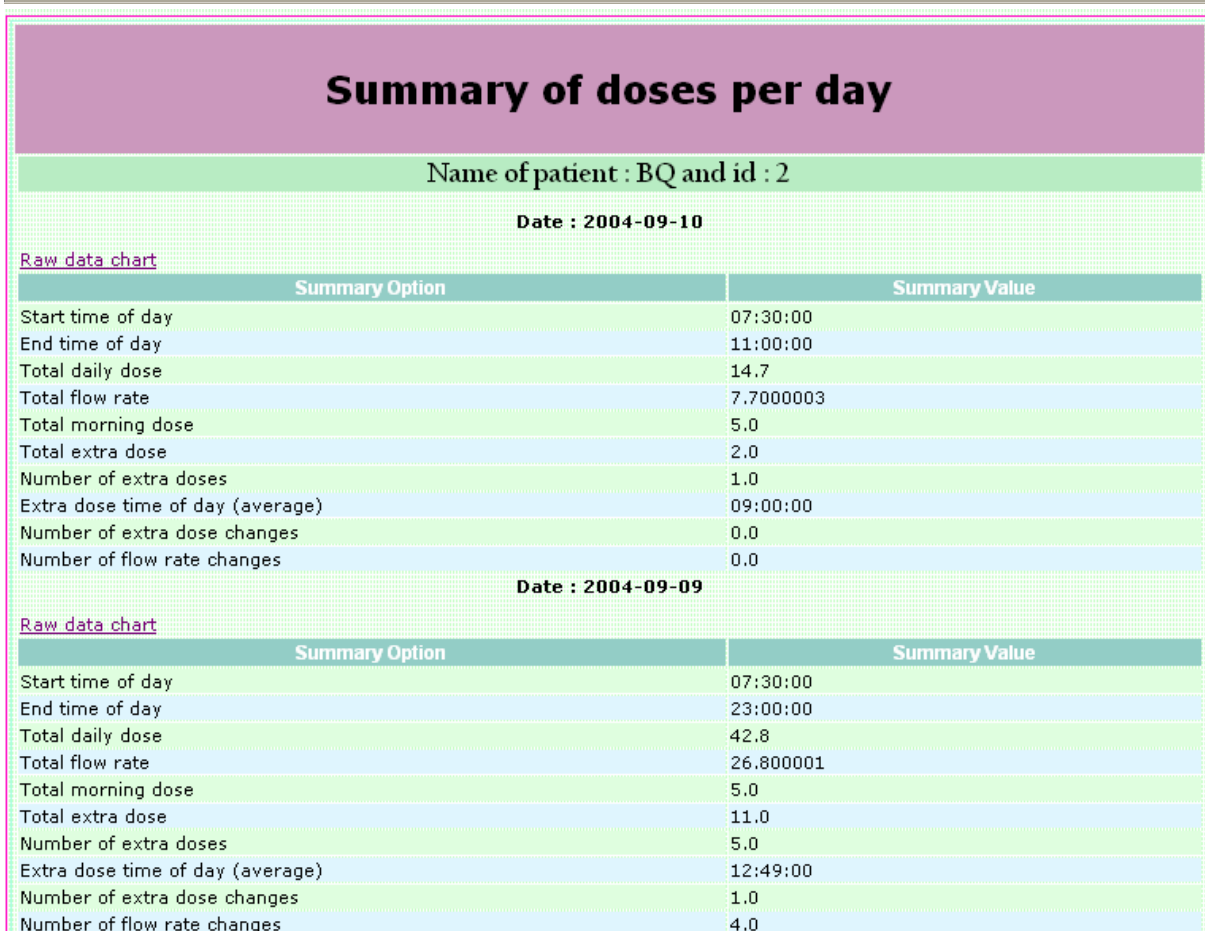 Summary of doses per day
Name of patient : BQ and id : 2
Date : 2004-09-10
Raw data chart
Summary Option Summary Value
Start time of day 07:30:00
End time of day 11:00:00
Total daily dose 14.7
Total flow rate 7.7000003
Total morning dose 5.0
Total extra dose 2.0
Number of extra doses 1.0
Extra dose time of day (average) 09:00:00
Number of extra dose changes 0.0
Number of flow rate changes 0.0
Date : 2004-09-09
Raw data chart
Summary Option Summary Value
Start time of day 07:30:00
End time of day 23:00:00
Total daily dose 42.8
Total flow rate 26.800001
Total morning dose 5.0
Total extra dose 11.0
Number of extra doses 5.0
Extra dose time of day (average) 12:49:00
Number of extra dose changes 1.0
Number of flow rate changes 4.0